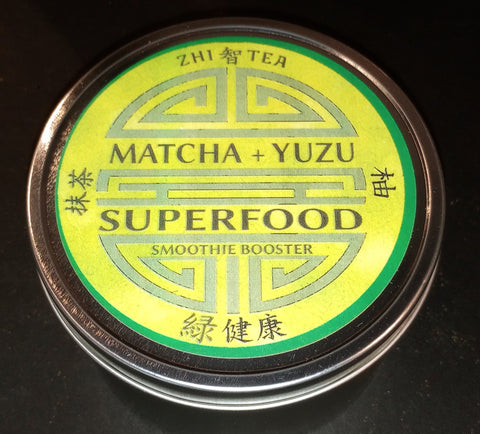 ZHI 智 TEA
MATCHA + YUZU
抹茶
柚
SUPERFOOD
SMOOTHIE BOOSTER
緑健康